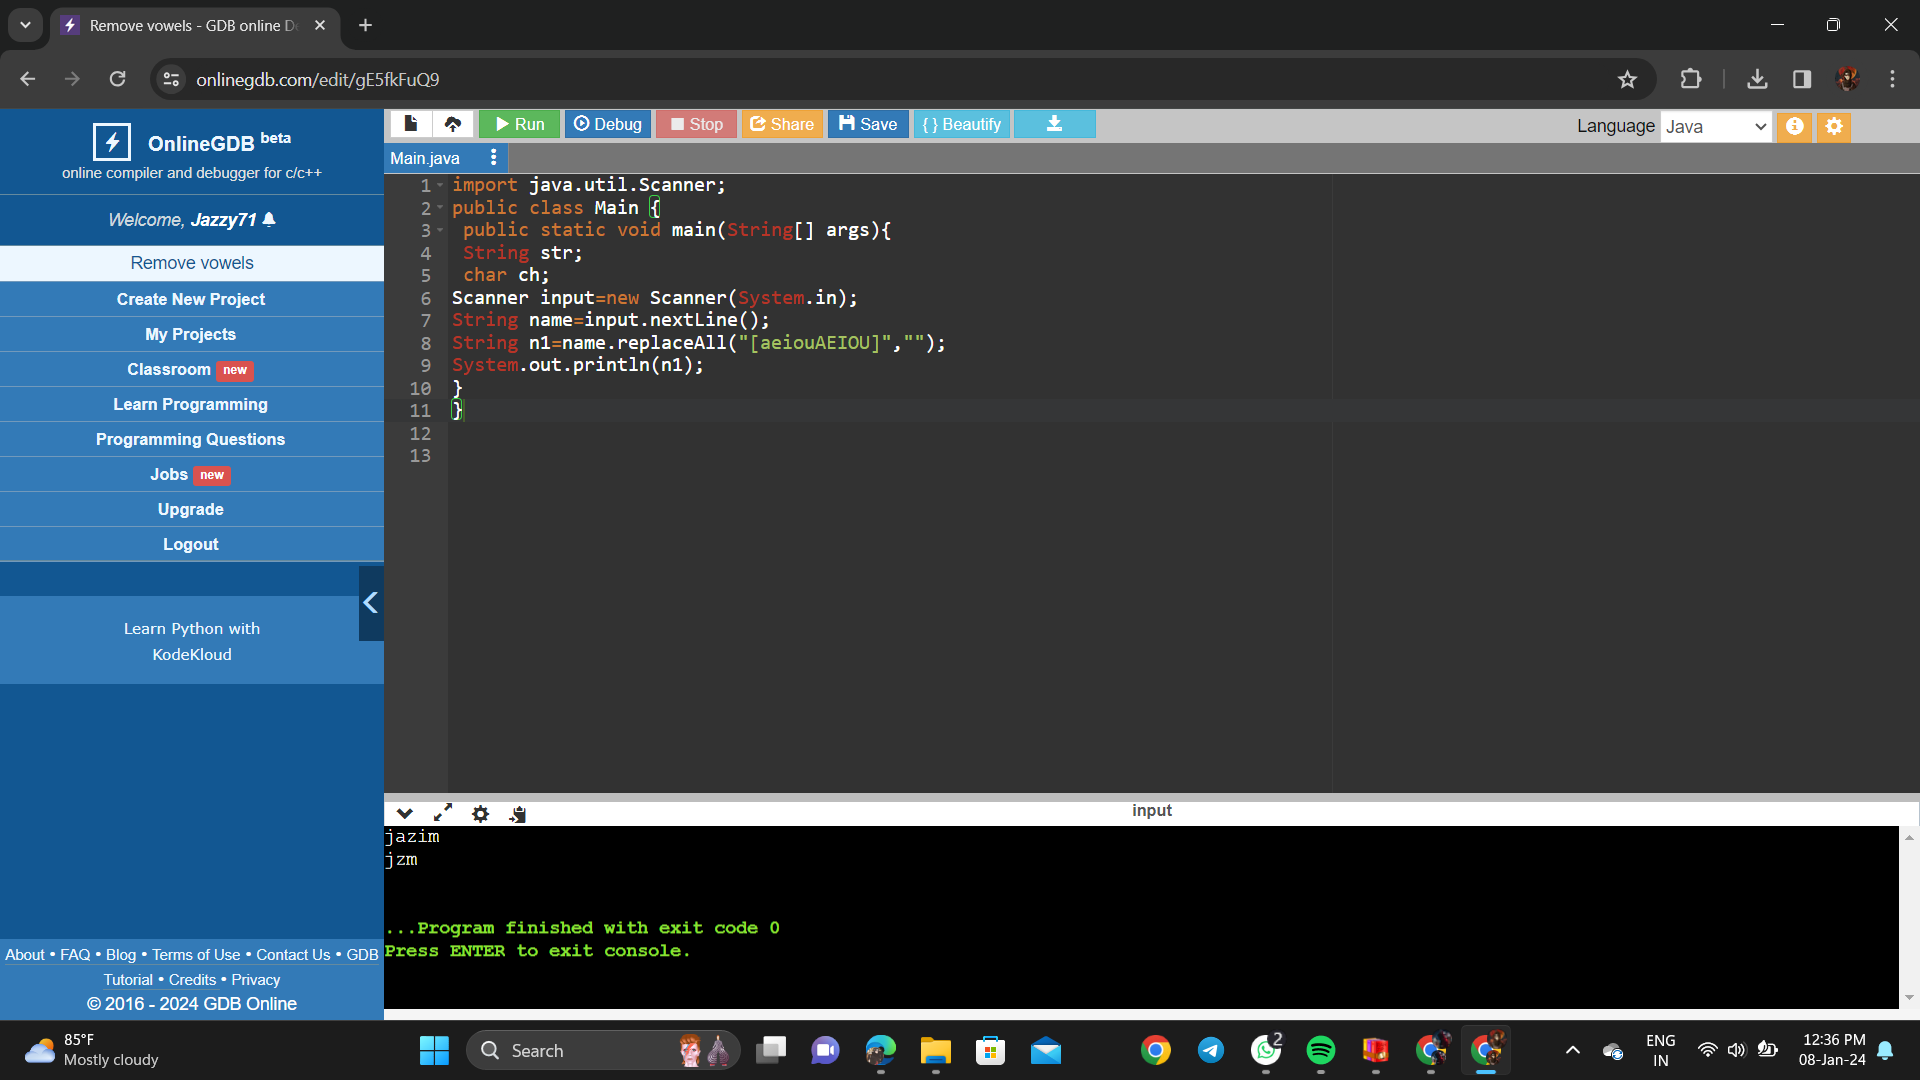 Remove vowels - GDB online D
onlinegdb.com/edit/gE5fkFuQ9
OnlineGDB beta
online compiler and debugger for c/c++
Welcome, Jazzy71
Remove vowels
Create New Project
My Projects
Classroom new
Learn Programming
Programming Questions
Jobs new
Upgrade
Logout
Learn Python with
KodeKloud
About • FAQ • Blog • Terms of Use • Contact Us • GDB
Tutorial • Credits • Privacy
© 2016 - 2024 GDB Online
Run Debug Stop Share Save { } Beautify
Language Java
Main.java
1 import java.util.Scanner;
2 public class Main {
3 public static void main(String[] args){
4 String str;
5 char ch;
6 Scanner input=new Scanner(System.in);
7 String name=input.nextLine();
8 String n1=name.replaceAll("[aeiouAEIOU]","");
9 System.out.println(n1);
10 }
11 }
12
13
input
jazim
jzm
...Program finished with exit code 0
Press ENTER to exit console.
85°F
Mostly cloudy
Search
2
ENG
IN
12:36 PM
08-Jan-24